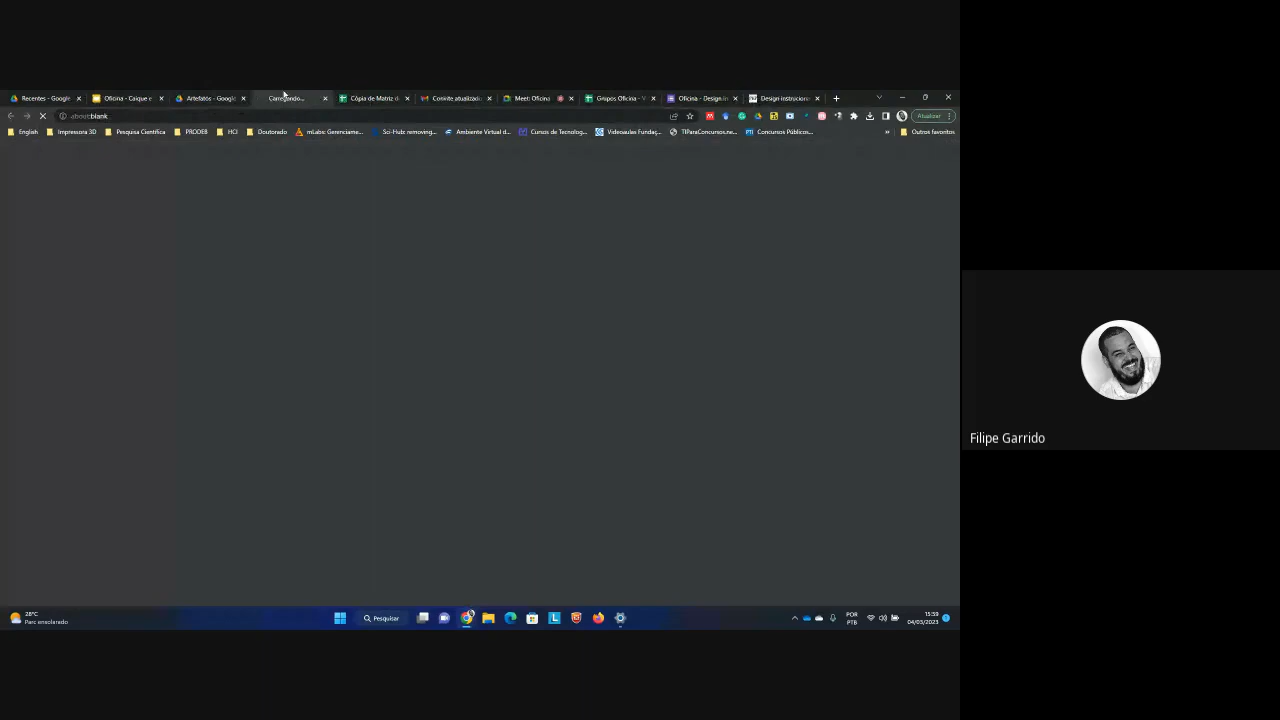 Recentes - Google
Oficina - Caique e
Artefatos - Google
Carregando...
Cópia de Matriz d
Convite atualizado
Meet: Oficina
Grupos Oficina - V
Oficina - Design in
Design instruciona
about:blank
Atualizar
English
Impressora 3D
Pesquisa Científica
PRODEB
HCI
Doutorado
mLabs: Gerenciame...
Sci-Hub: removing...
Ambiente Virtual d...
Cursos de Tecnolog...
Videoaulas Fundaç...
TIParaConcursos.ne...
Concursos Públicos...
»
Outros favoritos
Filipe Garrido
28°C
Parc ensolarado
Pesquisar
POR
PTB
15:59
04/03/2023